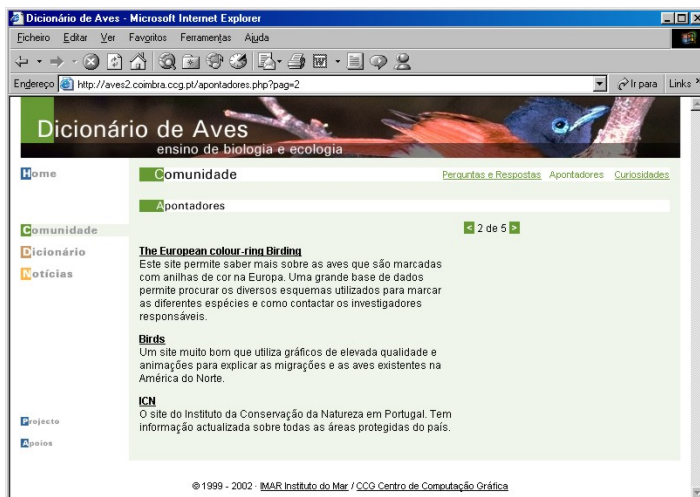 Dicionário de Aves - Microsoft Internet Explorer
Ficheiro Editar Ver Favoritos Ferramentas Ajuda
Endereço http://aves2.coimbra.ccg.pt/apontadores.php?pag=2 Ir para Links »
Dicionário de Aves
ensino de biologia e ecologia
Home
Comunidade Perguntas e Respostas Apontadores Curiosidades
Apontadores
Comunidade
< 2 de 5 >
Dicionário
Notícias
The European colour-ring Birding
Este site permite saber mais sobre as aves que são marcadas
com anilhas de cor na Europa. Uma grande base de dados
permite procurar os diversos esquemas utilizados para marcar
as diferentes espécies e como contactar os investigadores
responsáveis.
Birds
Um site muito bom que utiliza gráficos de elevada qualidade e
animações para explicar as migrações e as aves existentes na
América do Norte.
ICN
O site do Instituto da Conservação da Natureza em Portugal. Tem
informação actualizada sobre todas as áreas protegidas do país.
Projecto
Apoios
© 1999 - 2002 · IMAR Instituto do Mar / CCG Centro de Computação Gráfica